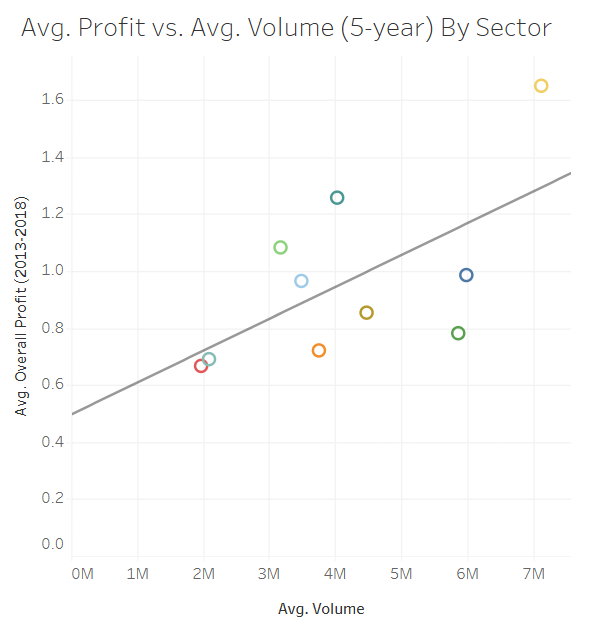 Avg. Profit vs. Avg. Volume (5-year) By Sector
Avg. Overall Profit (2013-2018)
1.6
1.4
1.2
1.0
0.8
0.6
0.4
0.2
0.0
0M 1M 2M 3M 4M 5M 6M 7M
Avg. Volume